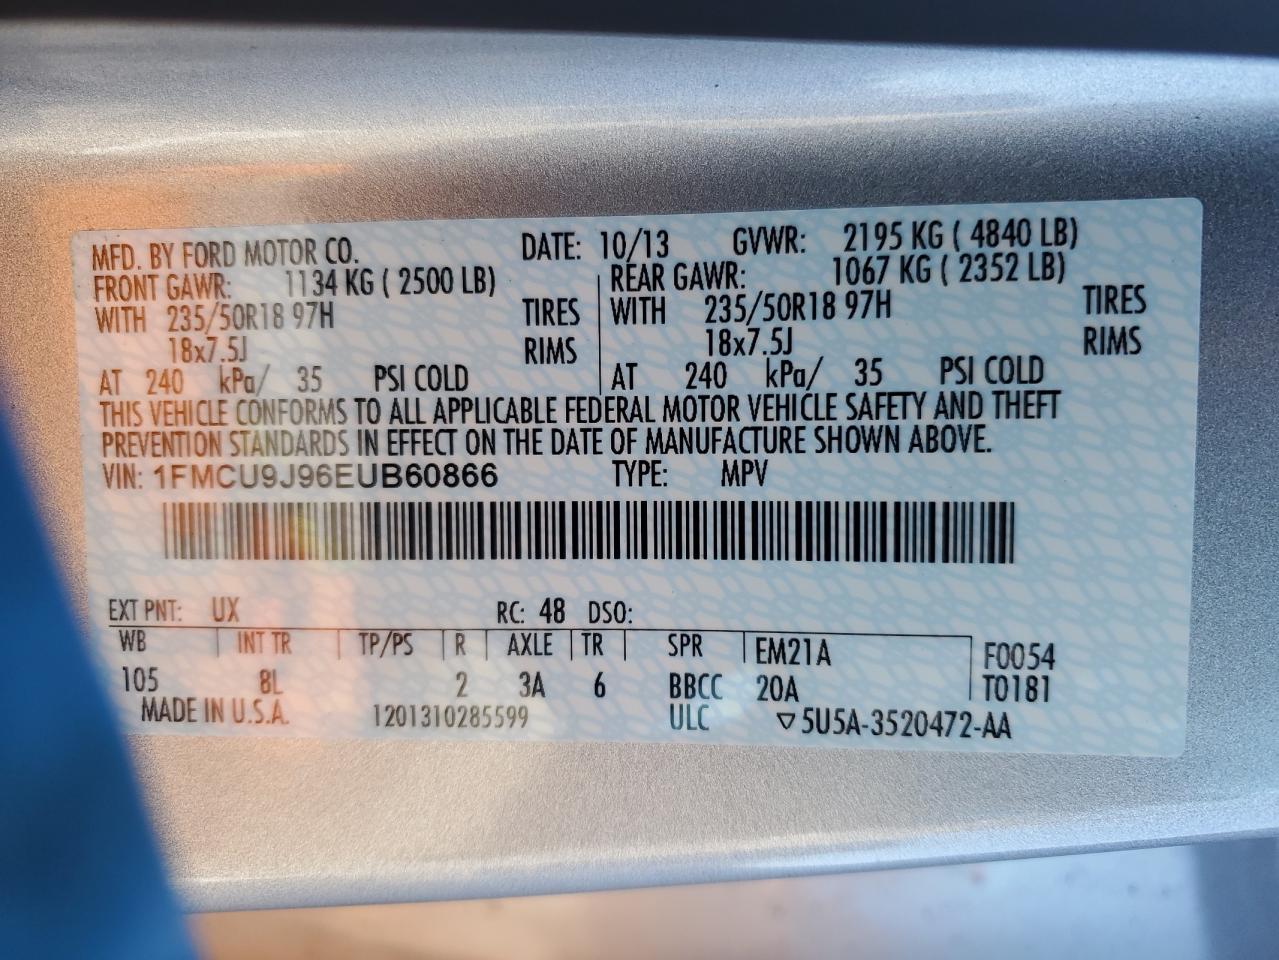 MFD. BY FORD MOTOR CO. DATE: 10/13 GVWR: 2195 KG ( 4840 LB)
FRONT GAWR: 1134 KG ( 2500 LB) REAR GAWR: 1067 KG ( 2352 LB)
WITH 235/50R18 97H TIRES WITH 235/50R18 97H TIRES
18x7.5J RIMS 18x7.5J RIMS
AT 240 kPa/ 35 PSI COLD AT 240 kPa/ 35 PSI COLD
THIS VEHICLE CONFORMS TO ALL APPLICABLE FEDERAL MOTOR VEHICLE SAFETY AND THEFT
PREVENTION STANDARDS IN EFFECT ON THE DATE OF MANUFACTURE SHOWN ABOVE.
VIN: 1FMCU9J96EUB60866 TYPE: MPV
EXT PNT: UX RC: 48 DSO:
WB INT TR TP/PS R AXLE TR SPR EM21A F0054
105 8L 2 3A 6 BBCC 20A T0181
MADE IN U.S.A. 1201310285599 ULC ▽5U5A-3520472-AA